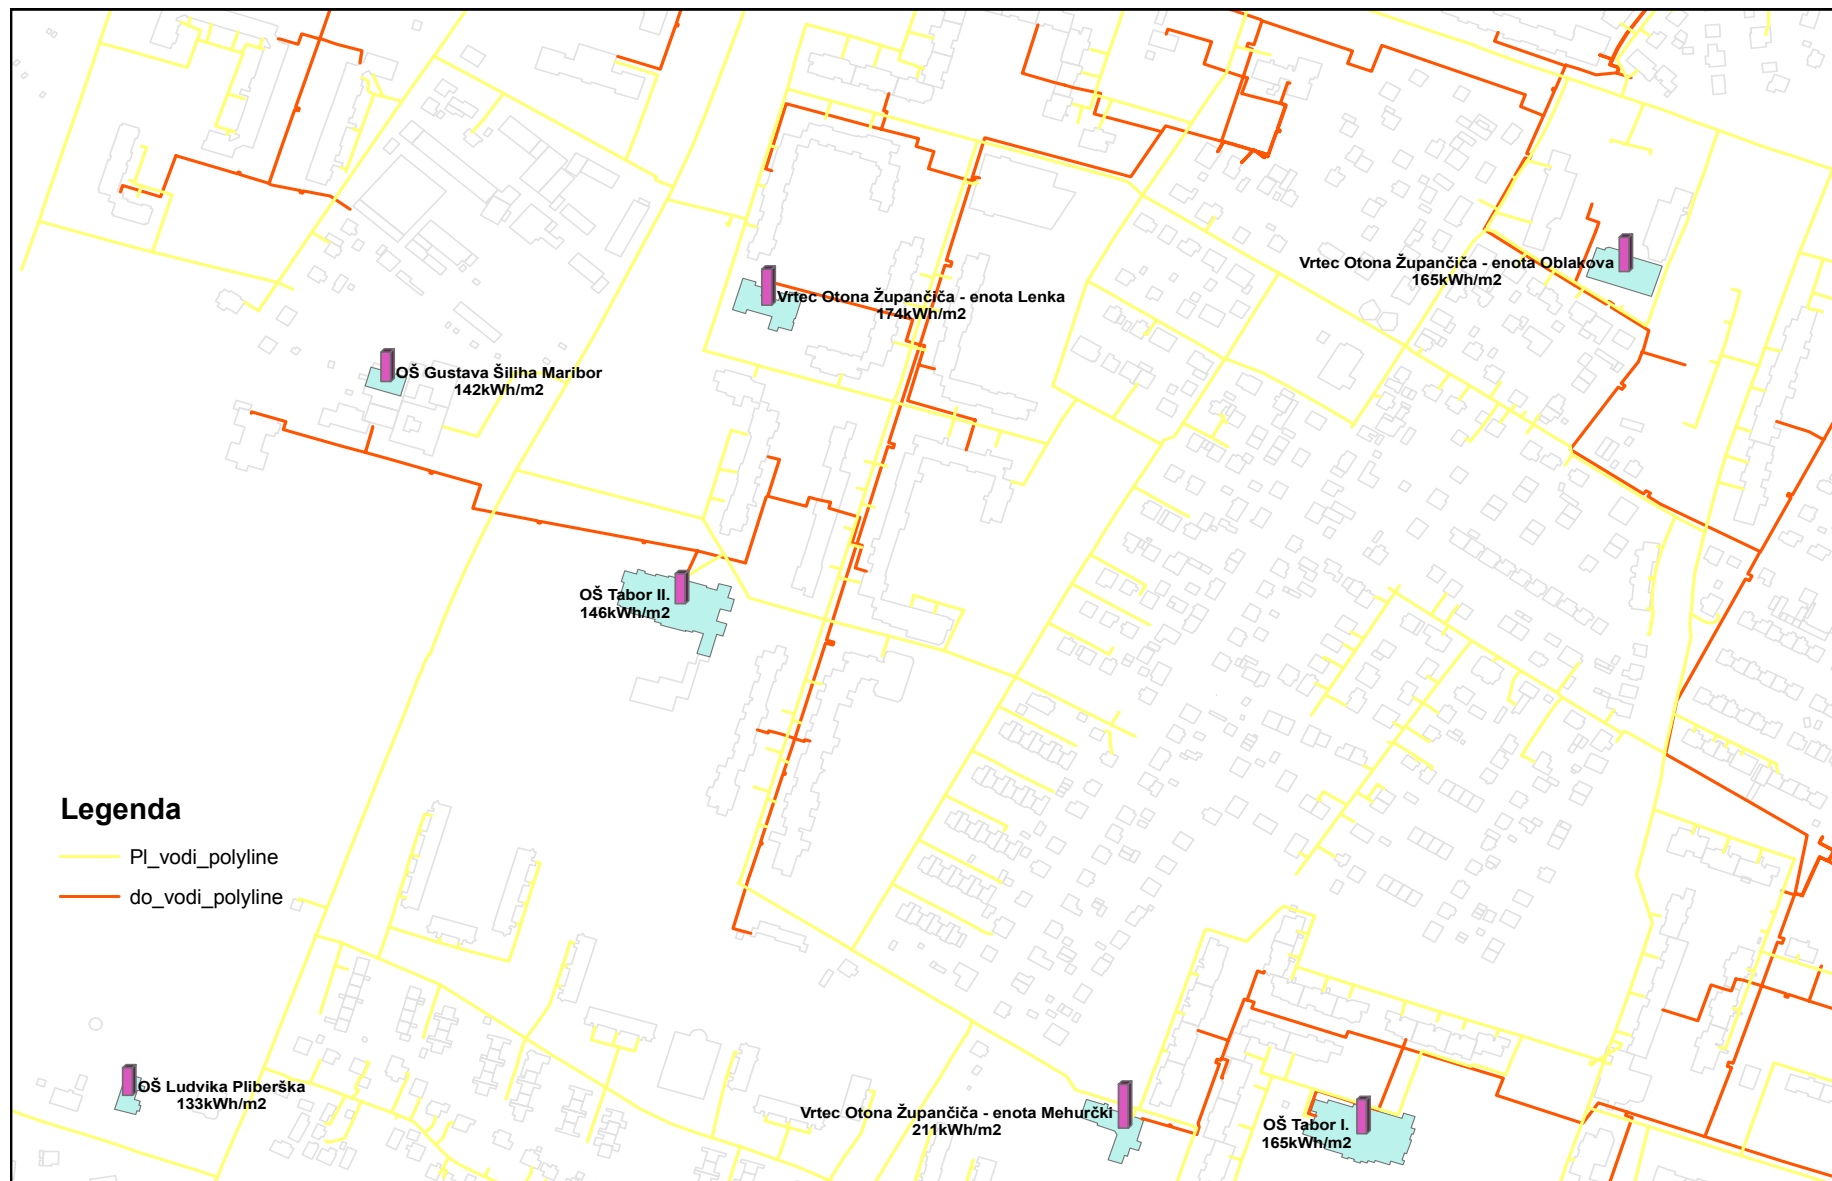 Vrtec Otona Župančiča - enota Oblakova
165kWh/m2
Vrtec Otona Župančiča - enota Lenka
174kWh/m2
OŠ Gustava Šiliha Maribor
142kWh/m2
OŠ Tabor II.
146kWh/m2
Legenda
Pl_vodi_polyline
do_vodi_polyline
OŠ Ludvika Pliberška
133kWh/m2
Vrtec Otona Župančiča - enota Mehurčki
211kWh/m2
OŠ Tabor I.
165kWh/m2